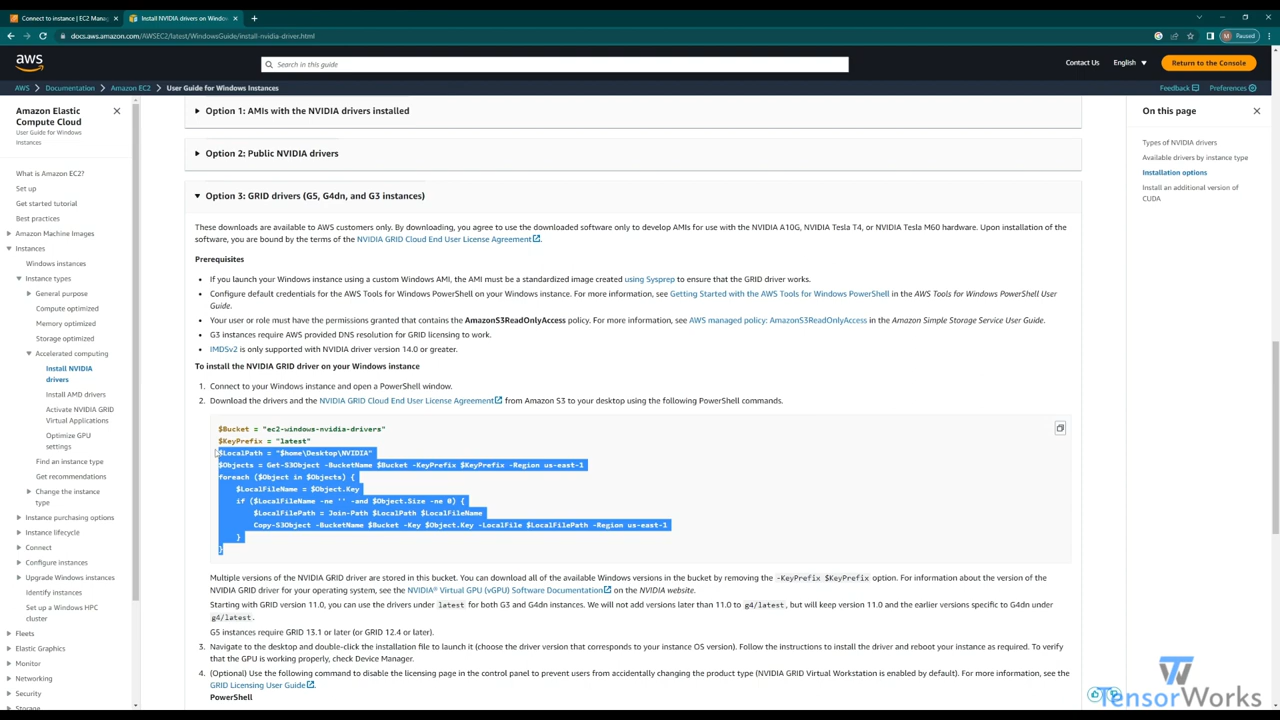 Connect to instance | EC2 Mana
Install NVIDIA drivers on Window
docs.aws.amazon.com/AWSEC2/latest/WindowsGuide/install-nvidia-driver.html
M
Paused
aws
Search in this guide
Contact Us
English
Return to the Console
AWS
Documentation
Amazon EC2
User Guide for Windows Instances
Feedback
Preferences
Amazon Elastic
Compute Cloud
User Guide for Windows
Instances
What is Amazon EC2?
Set up
Get started tutorial
Best practices
Amazon Machine Images
Instances
Windows instances
Instance types
General purpose
Compute optimized
Memory optimized
Storage optimized
Accelerated computing
Install NVIDIA
drivers
Install AMD drivers
Activate NVIDIA GRID
Virtual Applications
Optimize GPU
settings
Find an instance type
Get recommendations
Change the instance
type
Instance purchasing options
Instance lifecycle
Connect
Configure instances
Upgrade Windows instances
Identify instances
Set up a Windows HPC
cluster
Fleets
Elastic Graphics
Monitor
Networking
Security
Storage
Option 1: AMIs with the NVIDIA drivers installed
Option 2: Public NVIDIA drivers
Option 3: GRID drivers (G5, G4dn, and G3 instances)
These downloads are available to AWS customers only. By downloading, you agree to use the downloaded software only to develop AMIs for use with the NVIDIA A10G, NVIDIA Tesla T4, or NVIDIA Tesla M60 hardware. Upon installation of the
software, you are bound by the terms of the NVIDIA GRID Cloud End User License Agreement.
Prerequisites
• If you launch your Windows instance using a custom Windows AMI, the AMI must be a standardized image created using Sysprep to ensure that the GRID driver works.
• Configure default credentials for the AWS Tools for Windows PowerShell on your Windows instance. For more information, see Getting Started with the AWS Tools for Windows PowerShell in the AWS Tools for Windows PowerShell User
Guide.
• Your user or role must have the permissions granted that contains the AmazonS3ReadOnlyAccess policy. For more information, see AWS managed policy: AmazonS3ReadOnlyAccess in the Amazon Simple Storage Service User Guide.
• G3 instances require AWS provided DNS resolution for GRID licensing to work.
• IMDSv2 is only supported with NVIDIA driver version 14.0 or greater.
To install the NVIDIA GRID driver on your Windows instance
1. Connect to your Windows instance and open a PowerShell window.
2. Download the drivers and the NVIDIA GRID Cloud End User License Agreement from Amazon S3 to your desktop using the following PowerShell commands.
$Bucket = "ec2-windows-nvidia-drivers"
$KeyPrefix = "latest"
$LocalPath = "$home\Desktop\NVIDIA"
$Objects = Get-S3Object -BucketName $Bucket -KeyPrefix $KeyPrefix -Region us-east-1
foreach ($Object in $Objects) {
$LocalFileName = $Object.Key
if ($LocalFileName -ne '' -and $Object.Size -ne 0) {
$LocalFilePath = Join-Path $LocalPath $LocalFileName
Copy-S3Object -BucketName $Bucket -Key $Object.Key -LocalFile $LocalFilePath -Region us-east-1
}
}
Multiple versions of the NVIDIA GRID driver are stored in this bucket. You can download all of the available Windows versions in the bucket by removing the -KeyPrefix $KeyPrefix option. For information about the version of the
NVIDIA GRID driver for your operating system, see the NVIDIA® Virtual GPU (vGPU) Software Documentation on the NVIDIA website.
Starting with GRID version 11.0, you can use the drivers under latest for both G3 and G4dn instances. We will not add versions later than 11.0 to g4/latest, but will keep version 11.0 and the earlier versions specific to G4dn under
g4/latest.
G5 instances require GRID 13.1 or later (or GRID 12.4 or later).
3. Navigate to the desktop and double-click the installation file to launch it (choose the driver version that corresponds to your instance OS version). Follow the instructions to install the driver and reboot your instance as required. To verify
that the GPU is working properly, check Device Manager.
4. (Optional) Use the following command to disable the licensing page in the control panel to prevent users from accidentally changing the product type (NVIDIA GRID Virtual Workstation is enabled by default). For more information, see the
GRID Licensing User Guide.
PowerShell
On this page
Types of NVIDIA drivers
Available drivers by instance type
Installation options
Install an additional version of
CUDA
TensorWorks